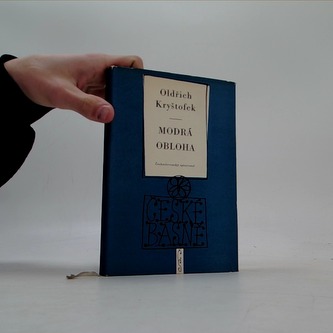 Oldřich
Kryštofek
MODRÁ
OBLOHA
ČESKÉ
BÁSNĚ